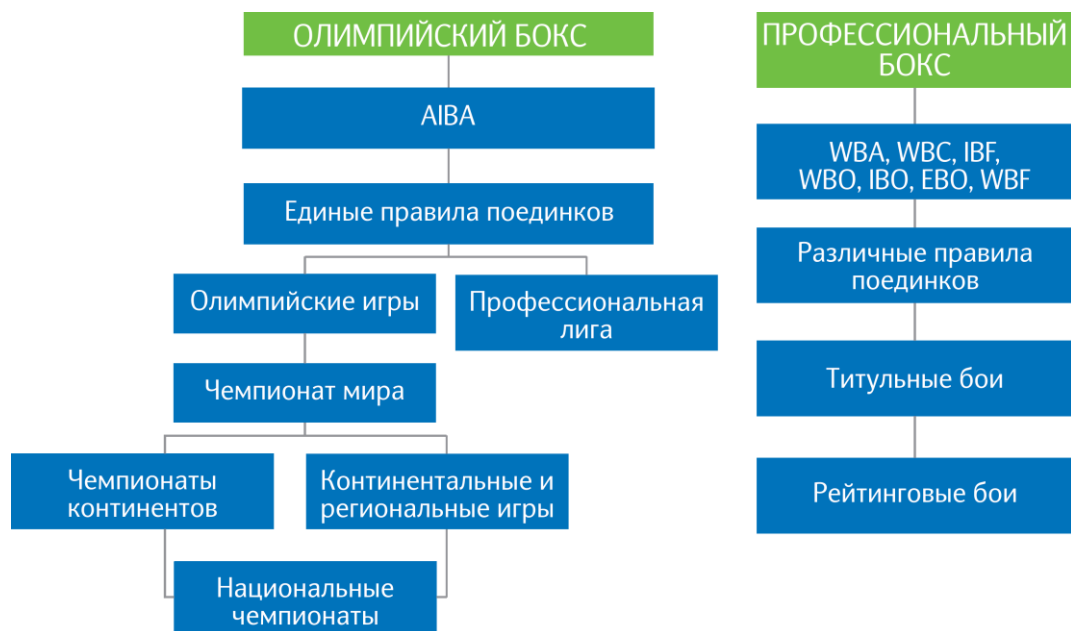 ОЛИМПИЙСКИЙ БОКС
AIBA
Единые правила поединков
Олимпийские игры
Профессиональная
лига
Чемпионат мира
Чемпионаты
континентов
Континентальные и
региональные игры
Национальные
чемпионаты
ПРОФЕССИОНАЛЬНЫЙ
БОКС
WBA, WBC, IBF,
WBO, IBO, EBO, WBF
Различные правила
поединков
Титульные бои
Рейтинговые бои